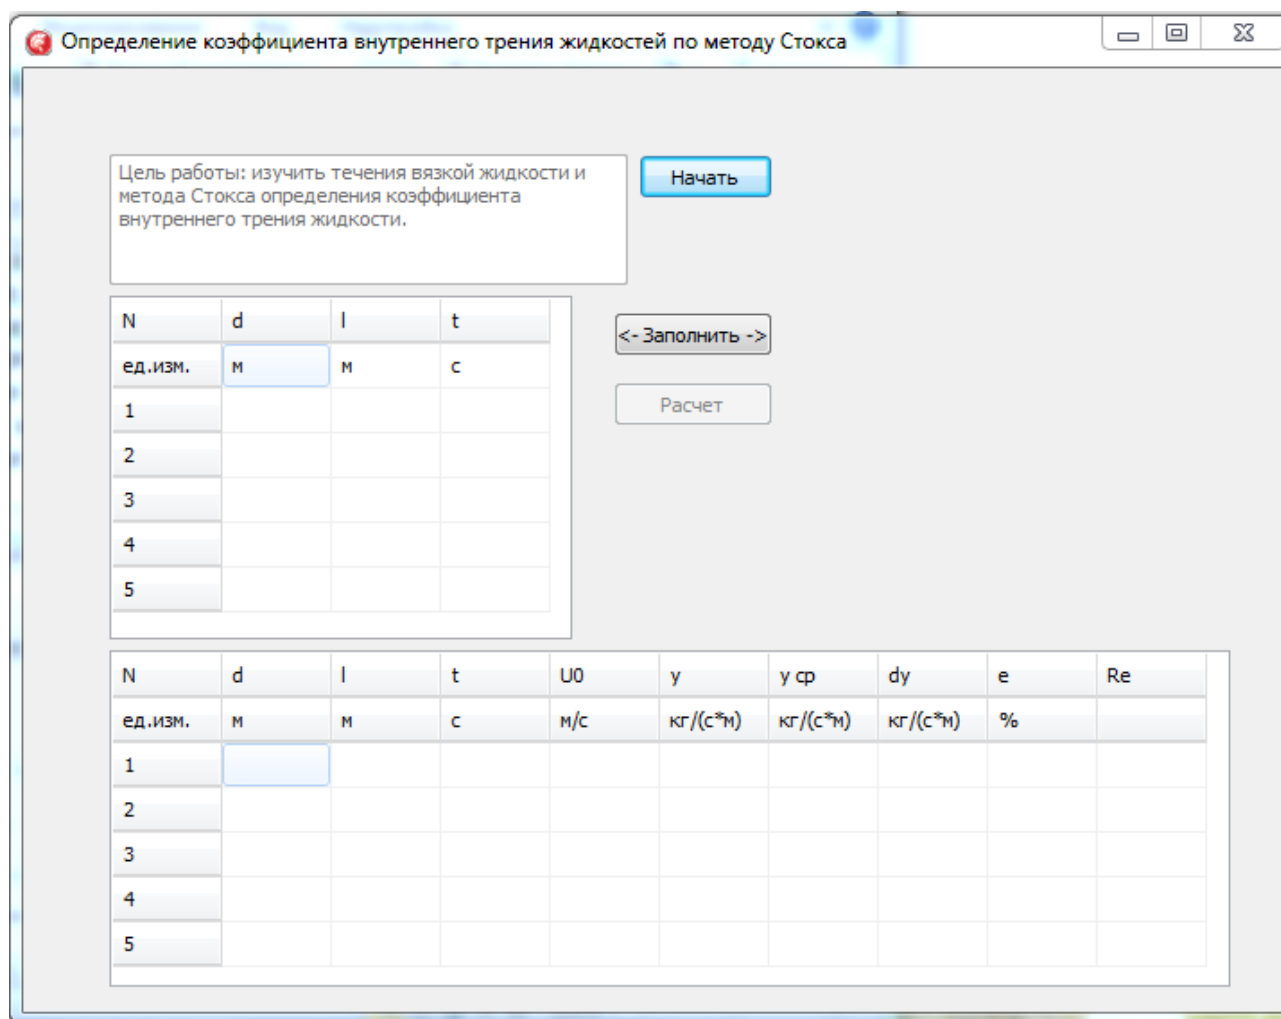 Определение коэффициента внутреннего трения жидкостей по методу Стокса
Цель работы: изучить течения вязкой жидкости и
метода Стокса определения коэффициента
внутреннего трения жидкости.
Начать
N d l t
ед.изм. м м с
1
2
3
4
5
<- Заполнить ->
Расчет
N d l t U0 y y ср dy e Re
ед.изм. м м с м/с кг/(с*м) кг/(с*м) кг/(с*м) %
1
2
3
4
5